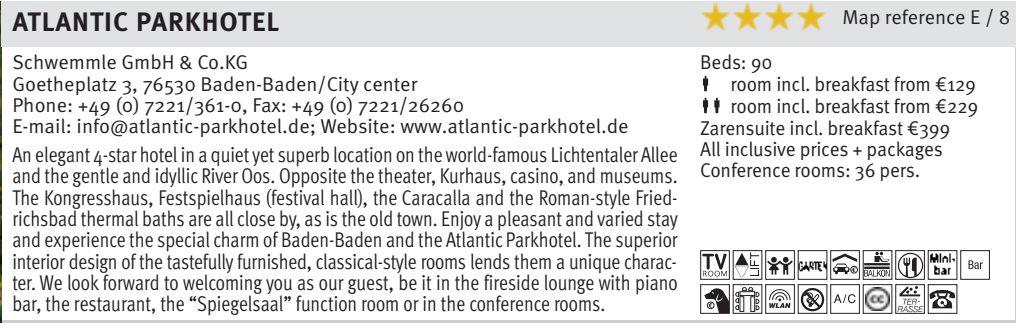 ATLANTIC PARKHOTEL
Map reference E / 8
Schwemmle GmbH & Co.KG
Goetheplatz 3, 76530 Baden-Baden/City center
Phone: +49 (0) 7221/361-0, Fax: +49 (0) 7221/26260
E-mail: info@atlantic-parkhotel.de; Website: www.atlantic-parkhotel.de
An elegant 4-star hotel in a quiet yet superb location on the world-famous Lichtentaler Allee
and the gentle and idyllic River Oos. Opposite the theater, Kurhaus, casino, and museums.
The Kongresshaus, Festspielhaus (festival hall), the Caracalla and the Roman-style Fried-
richsbad thermal baths are all close by, as is the old town. Enjoy a pleasant and varied stay
and experience the special charm of Baden-Baden and the Atlantic Parkhotel. The superior
interior design of the tastefully furnished, classical-style rooms lends them a unique charac-
ter. We look forward to welcoming you as our guest, be it in the fireside lounge with piano
bar, the restaurant, the “Spiegelsaal” function room or in the conference rooms.
Beds: 90
room incl. breakfast from €129
room incl. breakfast from €229
Zarensuite incl. breakfast €399
All inclusive prices + packages
Conference rooms: 36 pers.
TV
ROOM
LIFT
GARTEN
€
BALKON
Mini-
bar
Bar
€
WLAN
A/C
CC
TER-
RASSE